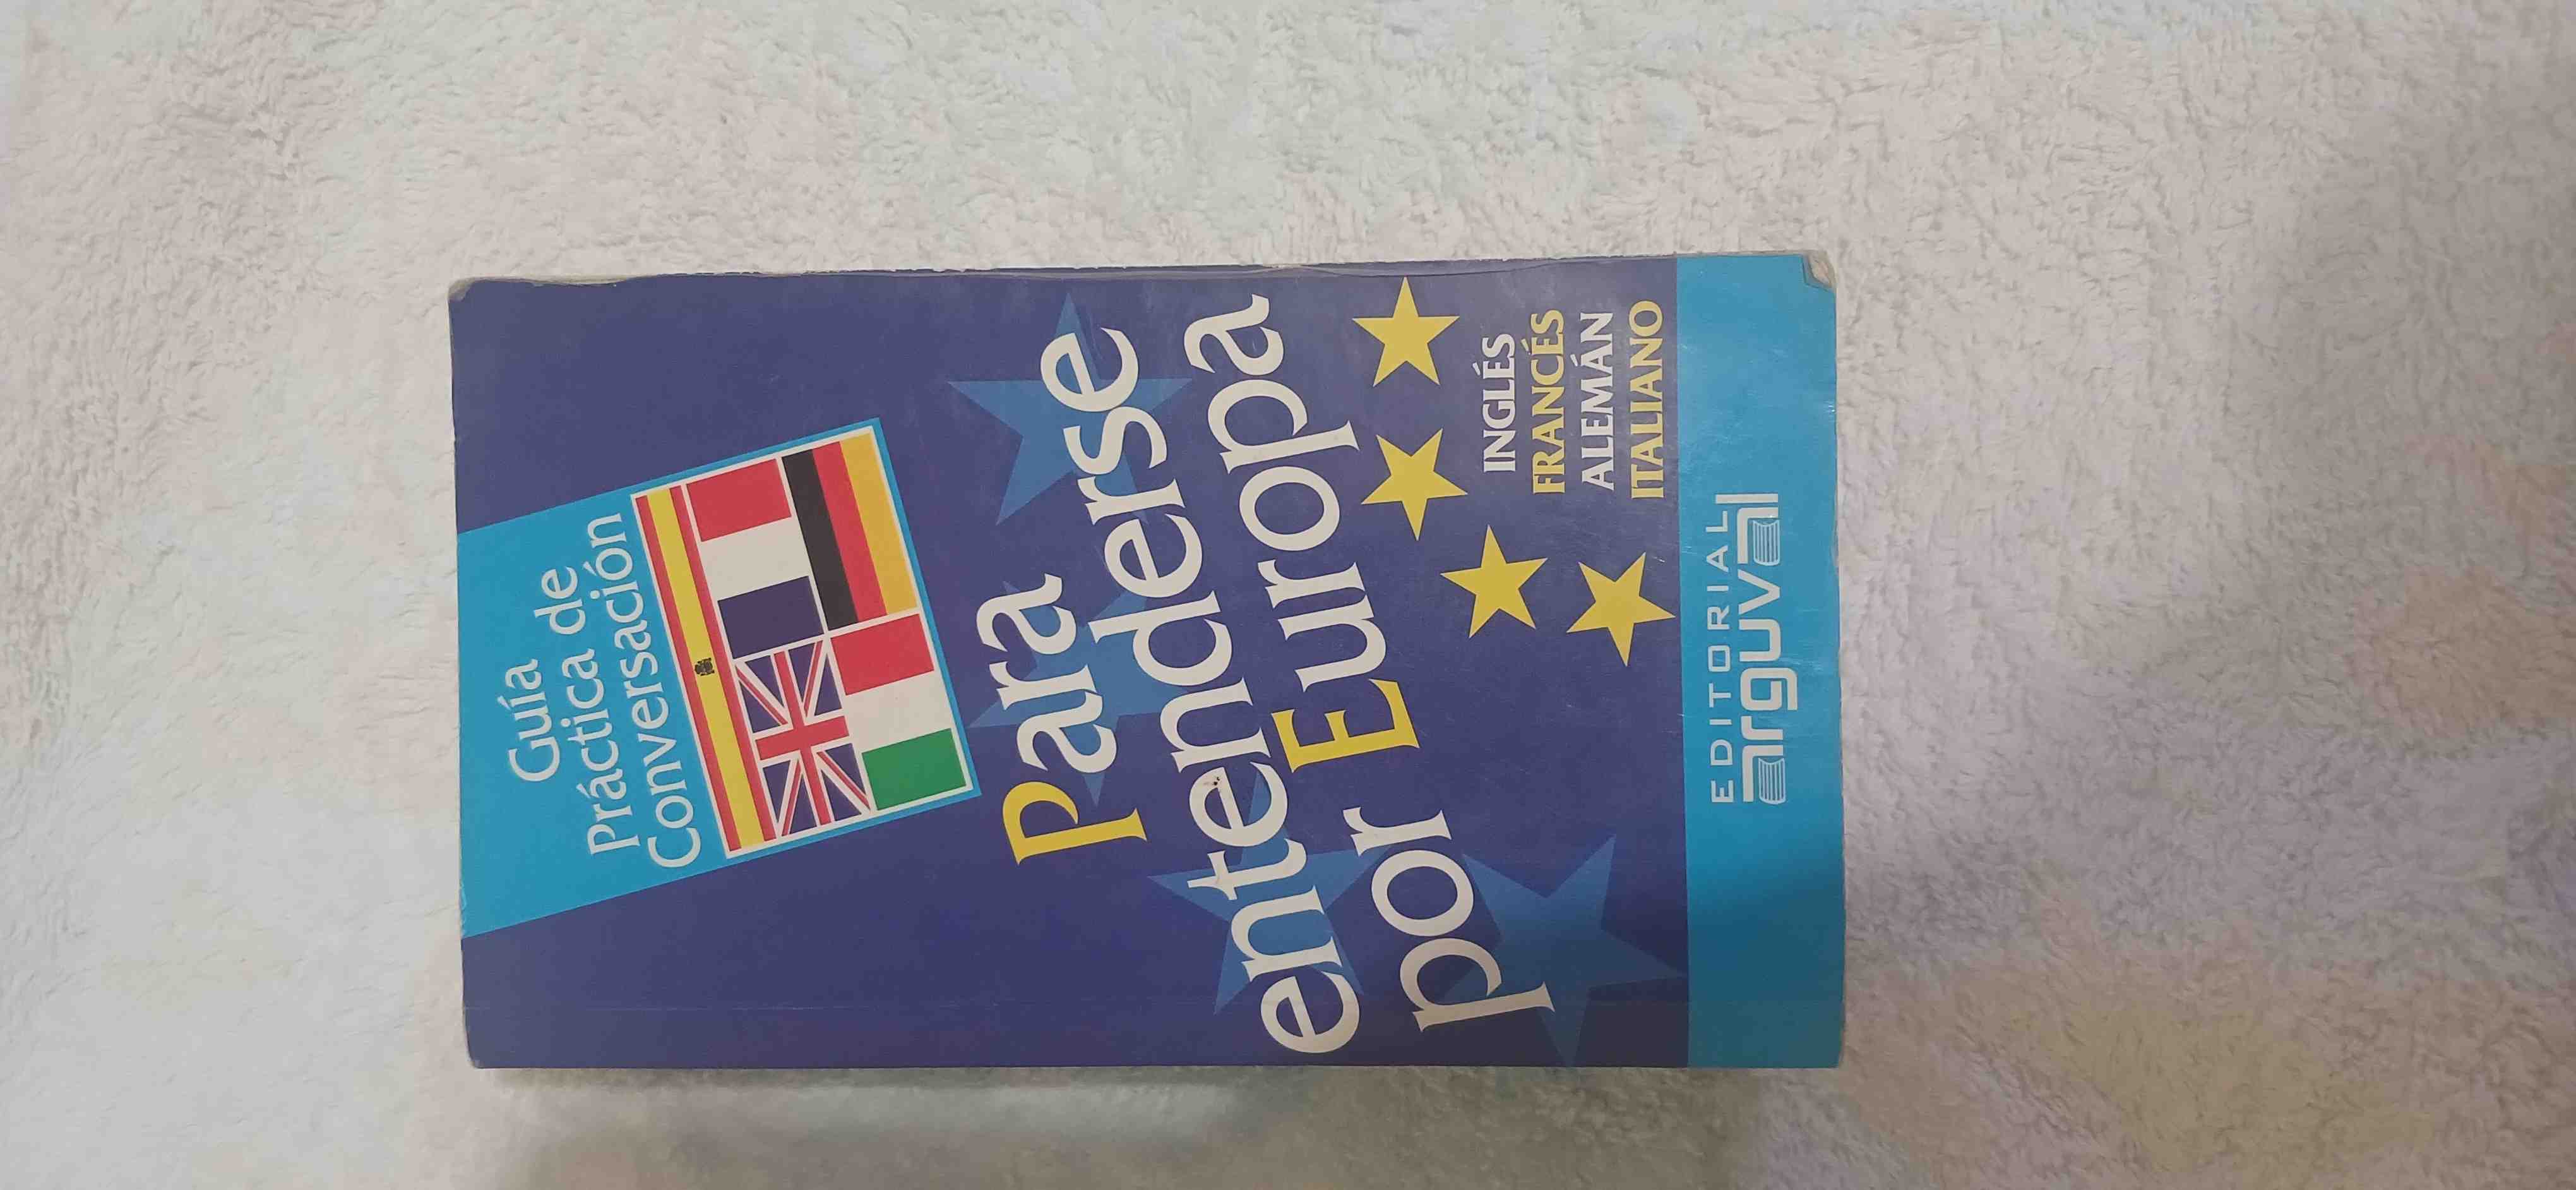 Guía
Práctica de
Conversación
Para
entenderse
por Europa
INGLÉS
FRANCÉS
ALEMÁN
ITALIANO
EDITORIAL
arguval